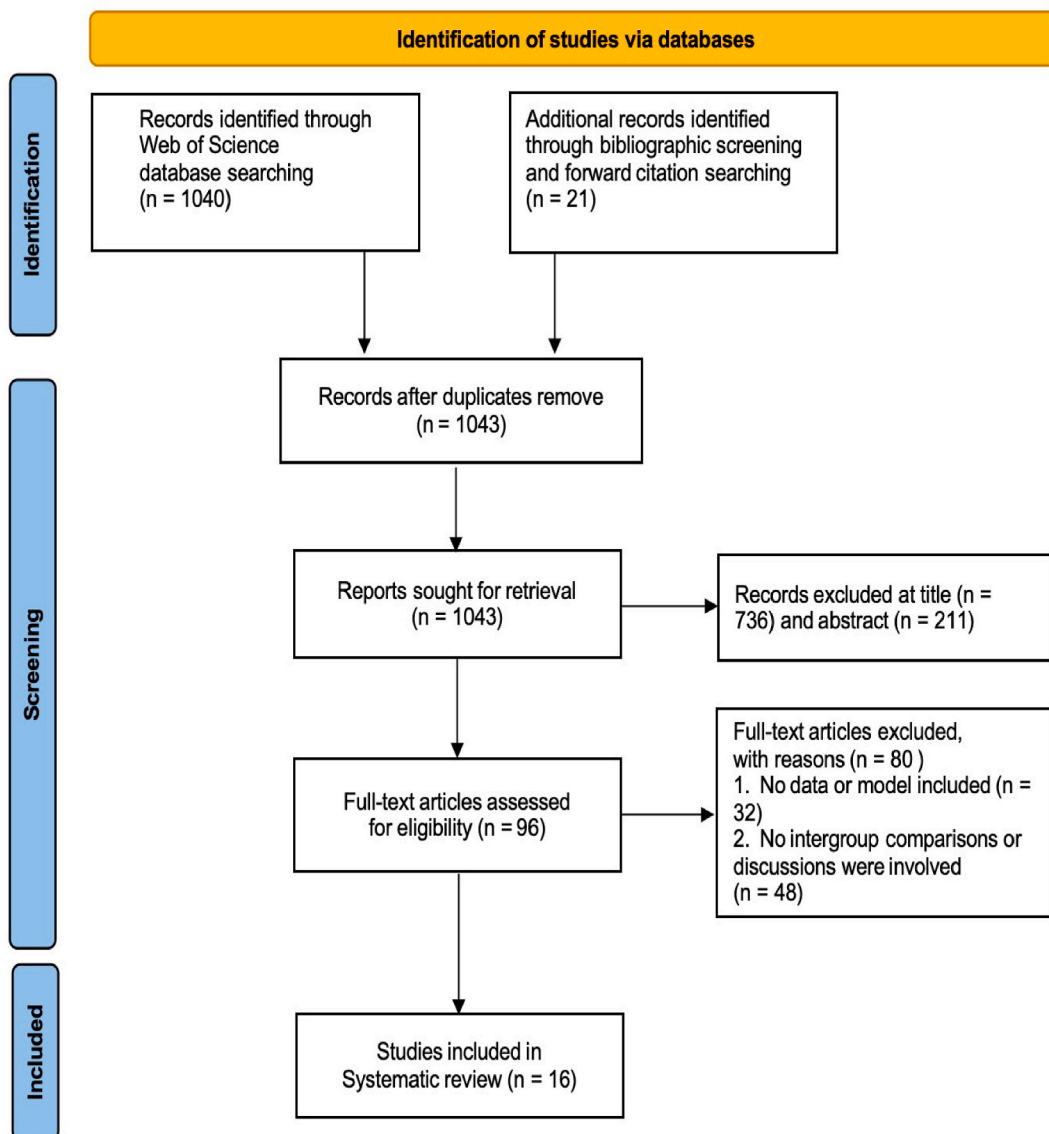 Identification of studies via databases
Identification
Records identified through
Web of Science
database searching
(n = 1040)
Additional records identified
through bibliographic screening
and forward citation searching
(n = 21)
Screening
Records after duplicates remove
(n = 1043)
Reports sought for retrieval
(n = 1043)
Records excluded at title (n =
736) and abstract (n = 211)
Full-text articles assessed
for eligibility (n = 96)
Full-text articles excluded,
with reasons (n = 80 )
1. No data or model included (n =
32)
2. No intergroup comparisons or
discussions were involved
(n = 48)
Included
Studies included in
Systematic review (n = 16)